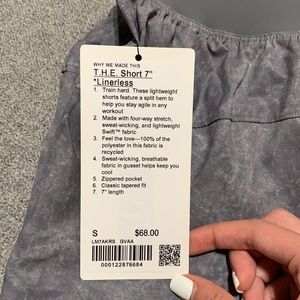 WHY WE MADE THIS
T.H.E. Short 7"
*Linerless
1. Train hard. These lightweight
shorts feature a split hem to
help you stay agile in any
workout
2. Made with four-way stretch,
sweat-wicking, and lightweight
Swift™ fabric
3. Feel the love—100% of the
polyester in this fabric is
recycled
4. Sweat-wicking, breathable
fabric in gusset helps keep you
cool
5. Zippered pocket
6. Classic tapered fit
7. 7" length
S $68.00
LM7AKRS GVAA
000122876684